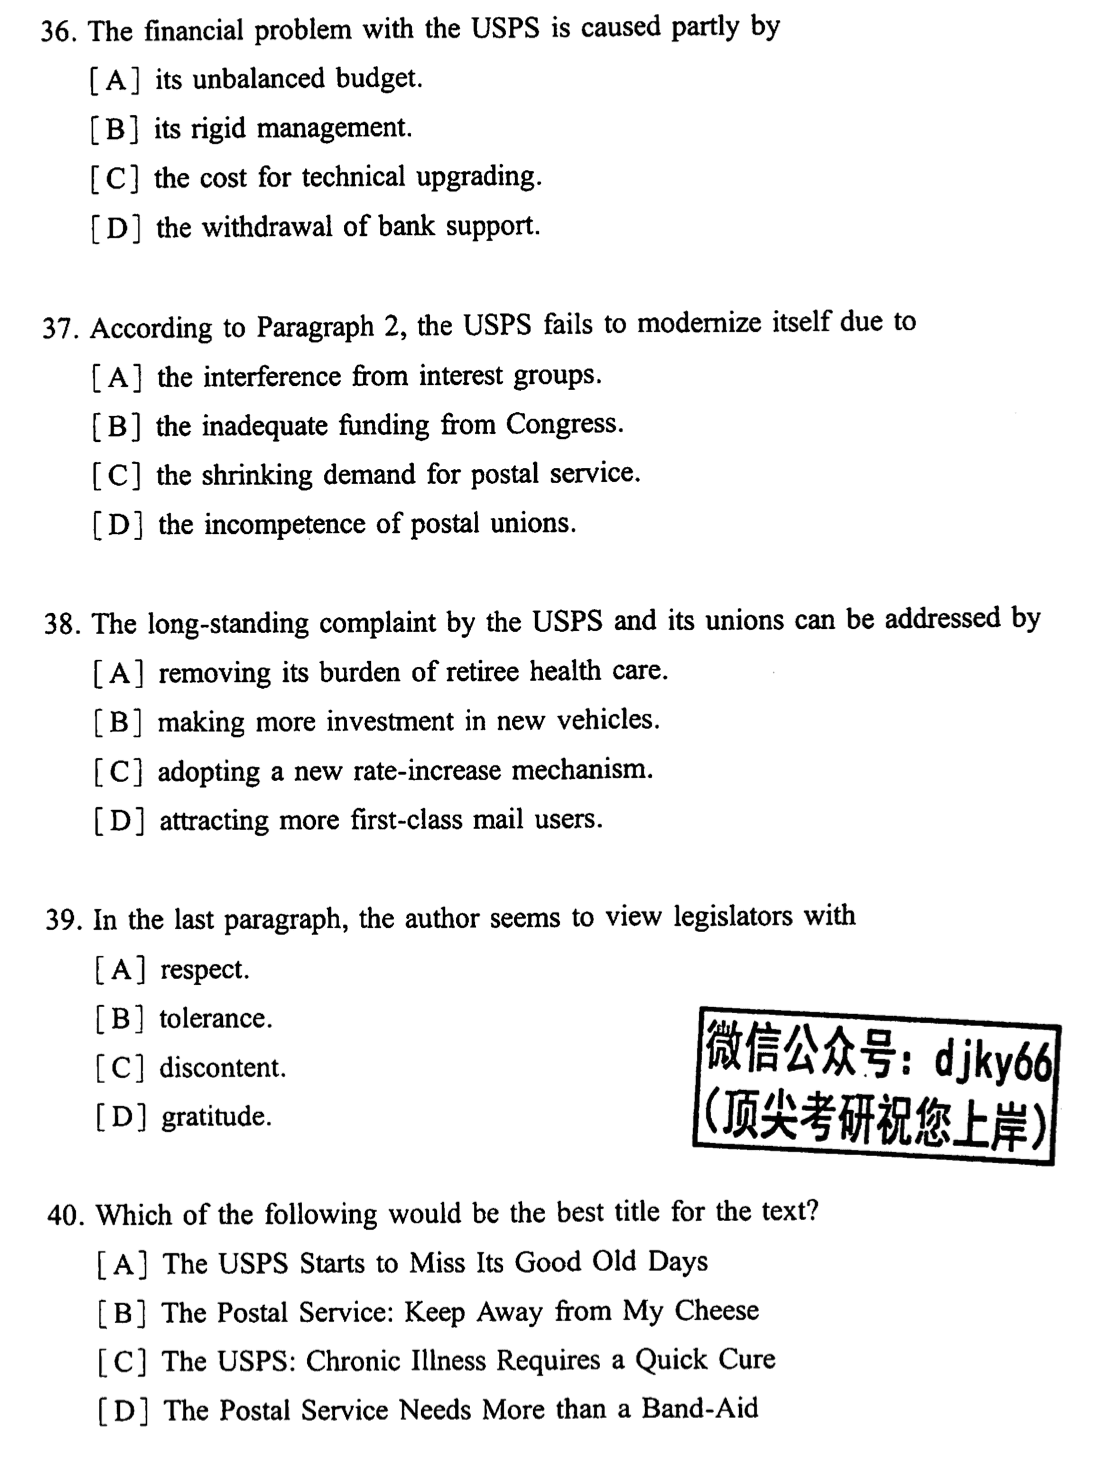 36. The financial problem with the USPS is caused partly by
[A] its unbalanced budget.
[B] its rigid management.
[C] the cost for technical upgrading.
[D] the withdrawal of bank support.
37. According to Paragraph 2, the USPS fails to modernize itself due to
[A] the interference from interest groups.
[B] the inadequate funding from Congress.
[C] the shrinking demand for postal service.
[D] the incompetence of postal unions.
38. The long-standing complaint by the USPS and its unions can be addressed by
[A] removing its burden of retiree health care.
[B] making more investment in new vehicles.
[C] adopting a new rate-increase mechanism.
[D] attracting more first-class mail users.
39. In the last paragraph, the author seems to view legislators with
[A] respect.
[B] tolerance.
[C] discontent.
[D] gratitude.
微信公众号: djky66
(顶尖考研祝您上岸)
40. Which of the following would be the best title for the text?
[A] The USPS Starts to Miss Its Good Old Days
[B] The Postal Service: Keep Away from My Cheese
[C] The USPS: Chronic Illness Requires a Quick Cure
[D] The Postal Service Needs More than a Band-Aid